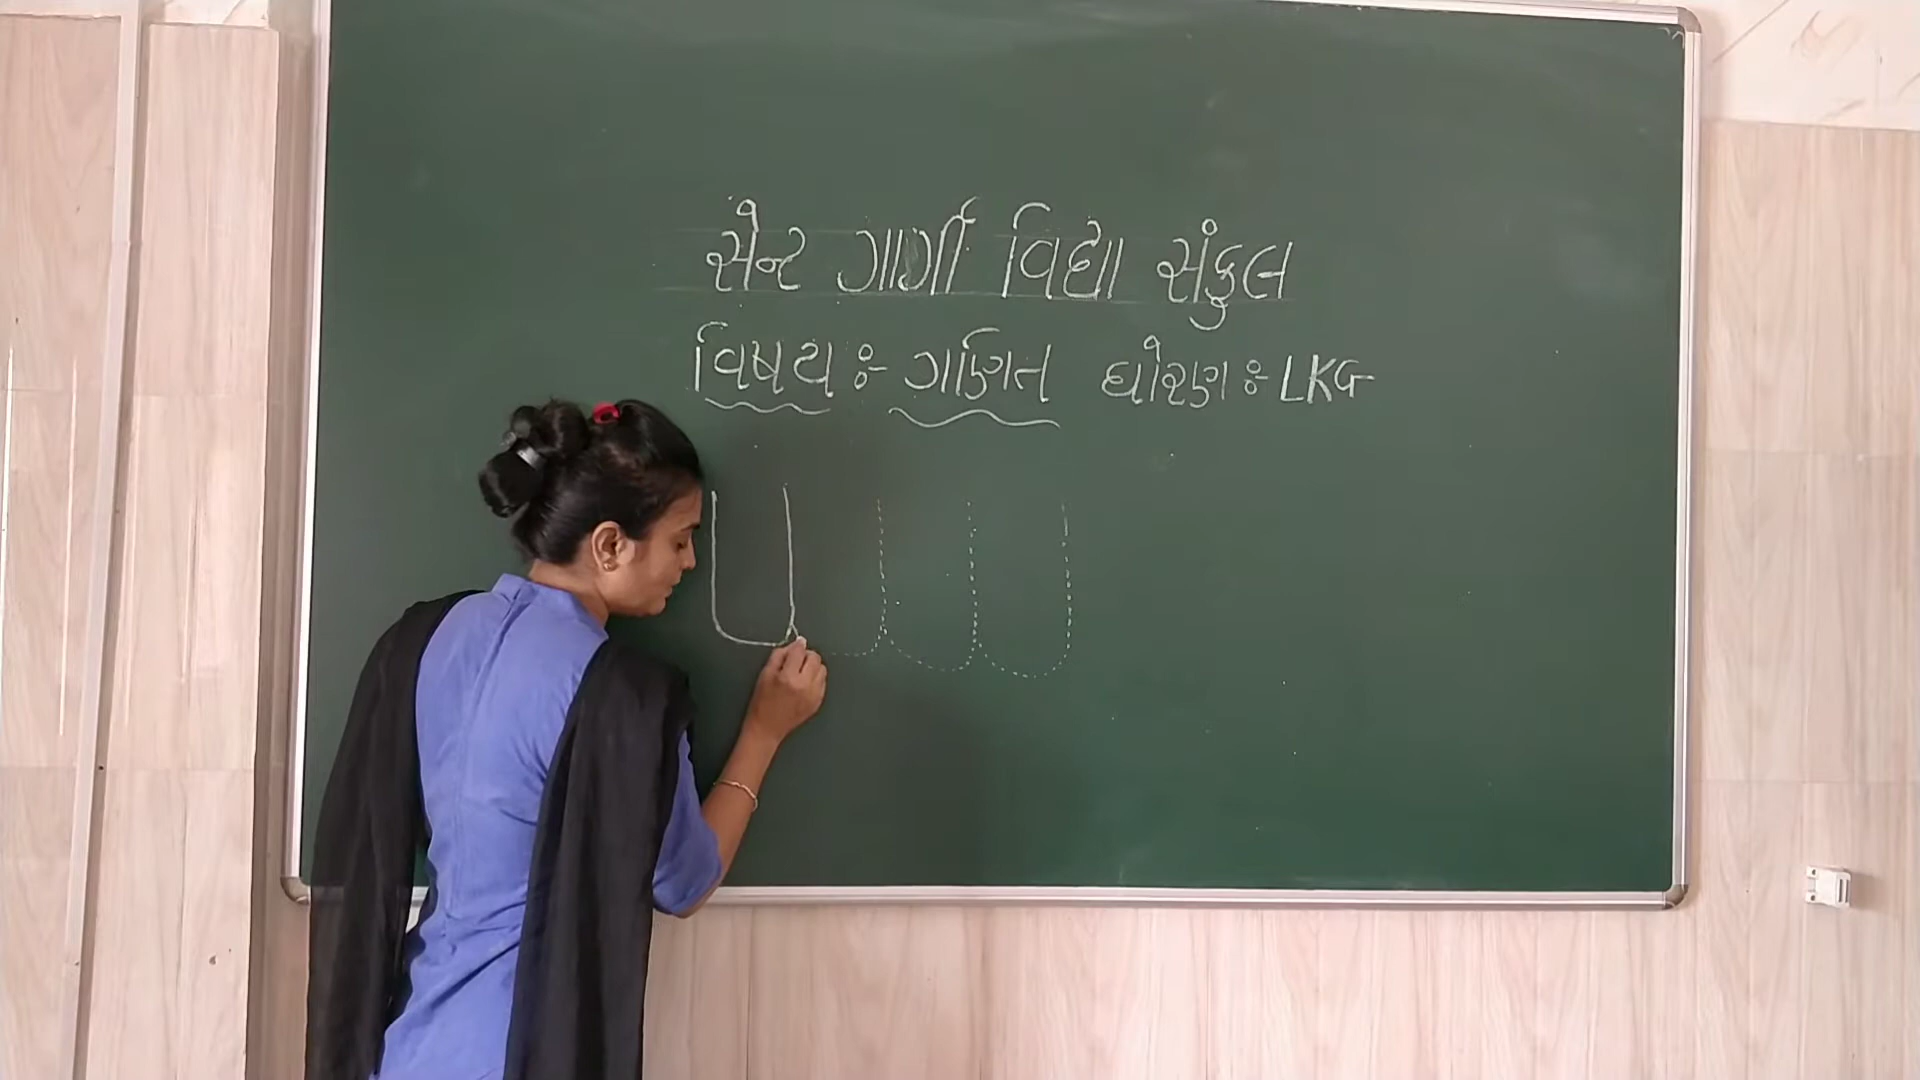 સેન્ટ ગાર્ગી વિદ્યા સંકુલ
વિષય :- ગણિત ધોરણ :- LKG